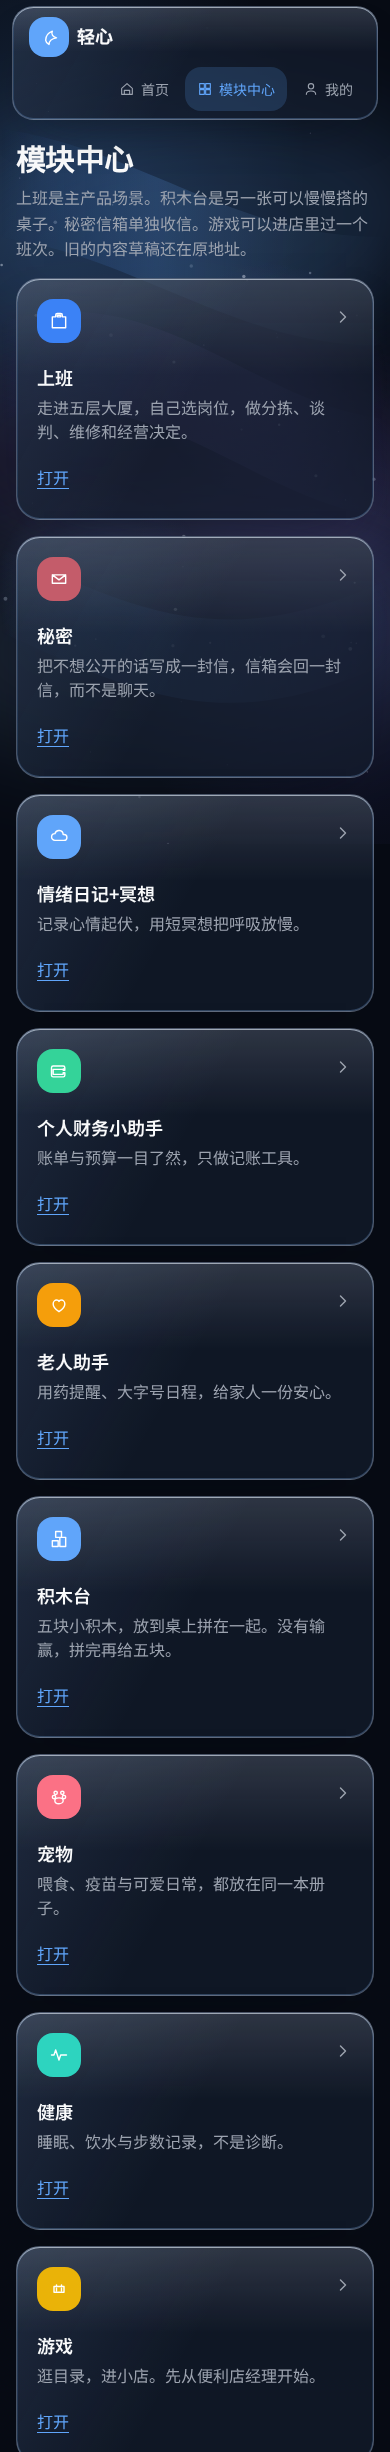 轻心
首页
模块中心
我的
模块中心
上班是主产品场景。积木台是另一张可以慢慢搭的
桌子。秘密信箱单独收信。游戏可以进店里过一个
班次。旧的内容草稿还在原地址。
上班
走进五层大厦，自己选岗位，做分拣、谈
判、维修和经营决定。
打开
秘密
把不想公开的话写成一封信，信箱会回一封
信，而不是聊天。
打开
情绪日记+冥想
记录心情起伏，用短冥想把呼吸放慢。
打开
个人财务小助手
账单与预算一目了然，只做记账工具。
打开
老人助手
用药提醒、大字号日程，给家人一份安心。
打开
积木台
五块小积木，放到桌上拼在一起。没有输
赢，拼完再给五块。
打开
宠物
喂食、疫苗与可爱日常，都放在同一本册
子。
打开
健康
睡眠、饮水与步数记录，不是诊断。
打开
游戏
逛目录，进小店。先从便利店经理开始。
打开